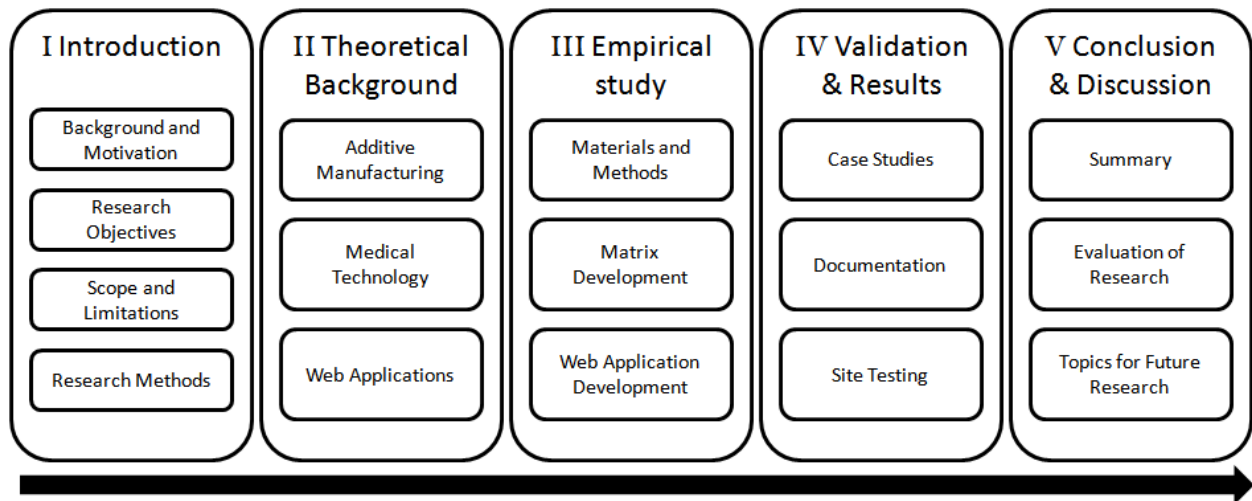 I Introduction
Background and
Motivation
Research
Objectives
Scope and
Limitations
Research Methods
II Theoretical
Background
Additive
Manufacturing
Medical
Technology
Web Applications
III Empirical
study
Materials and
Methods
Matrix
Development
Web Application
Development
IV Validation
& Results
Case Studies
Documentation
Site Testing
V Conclusion
& Discussion
Summary
Evaluation of
Research
Topics for Future
Research